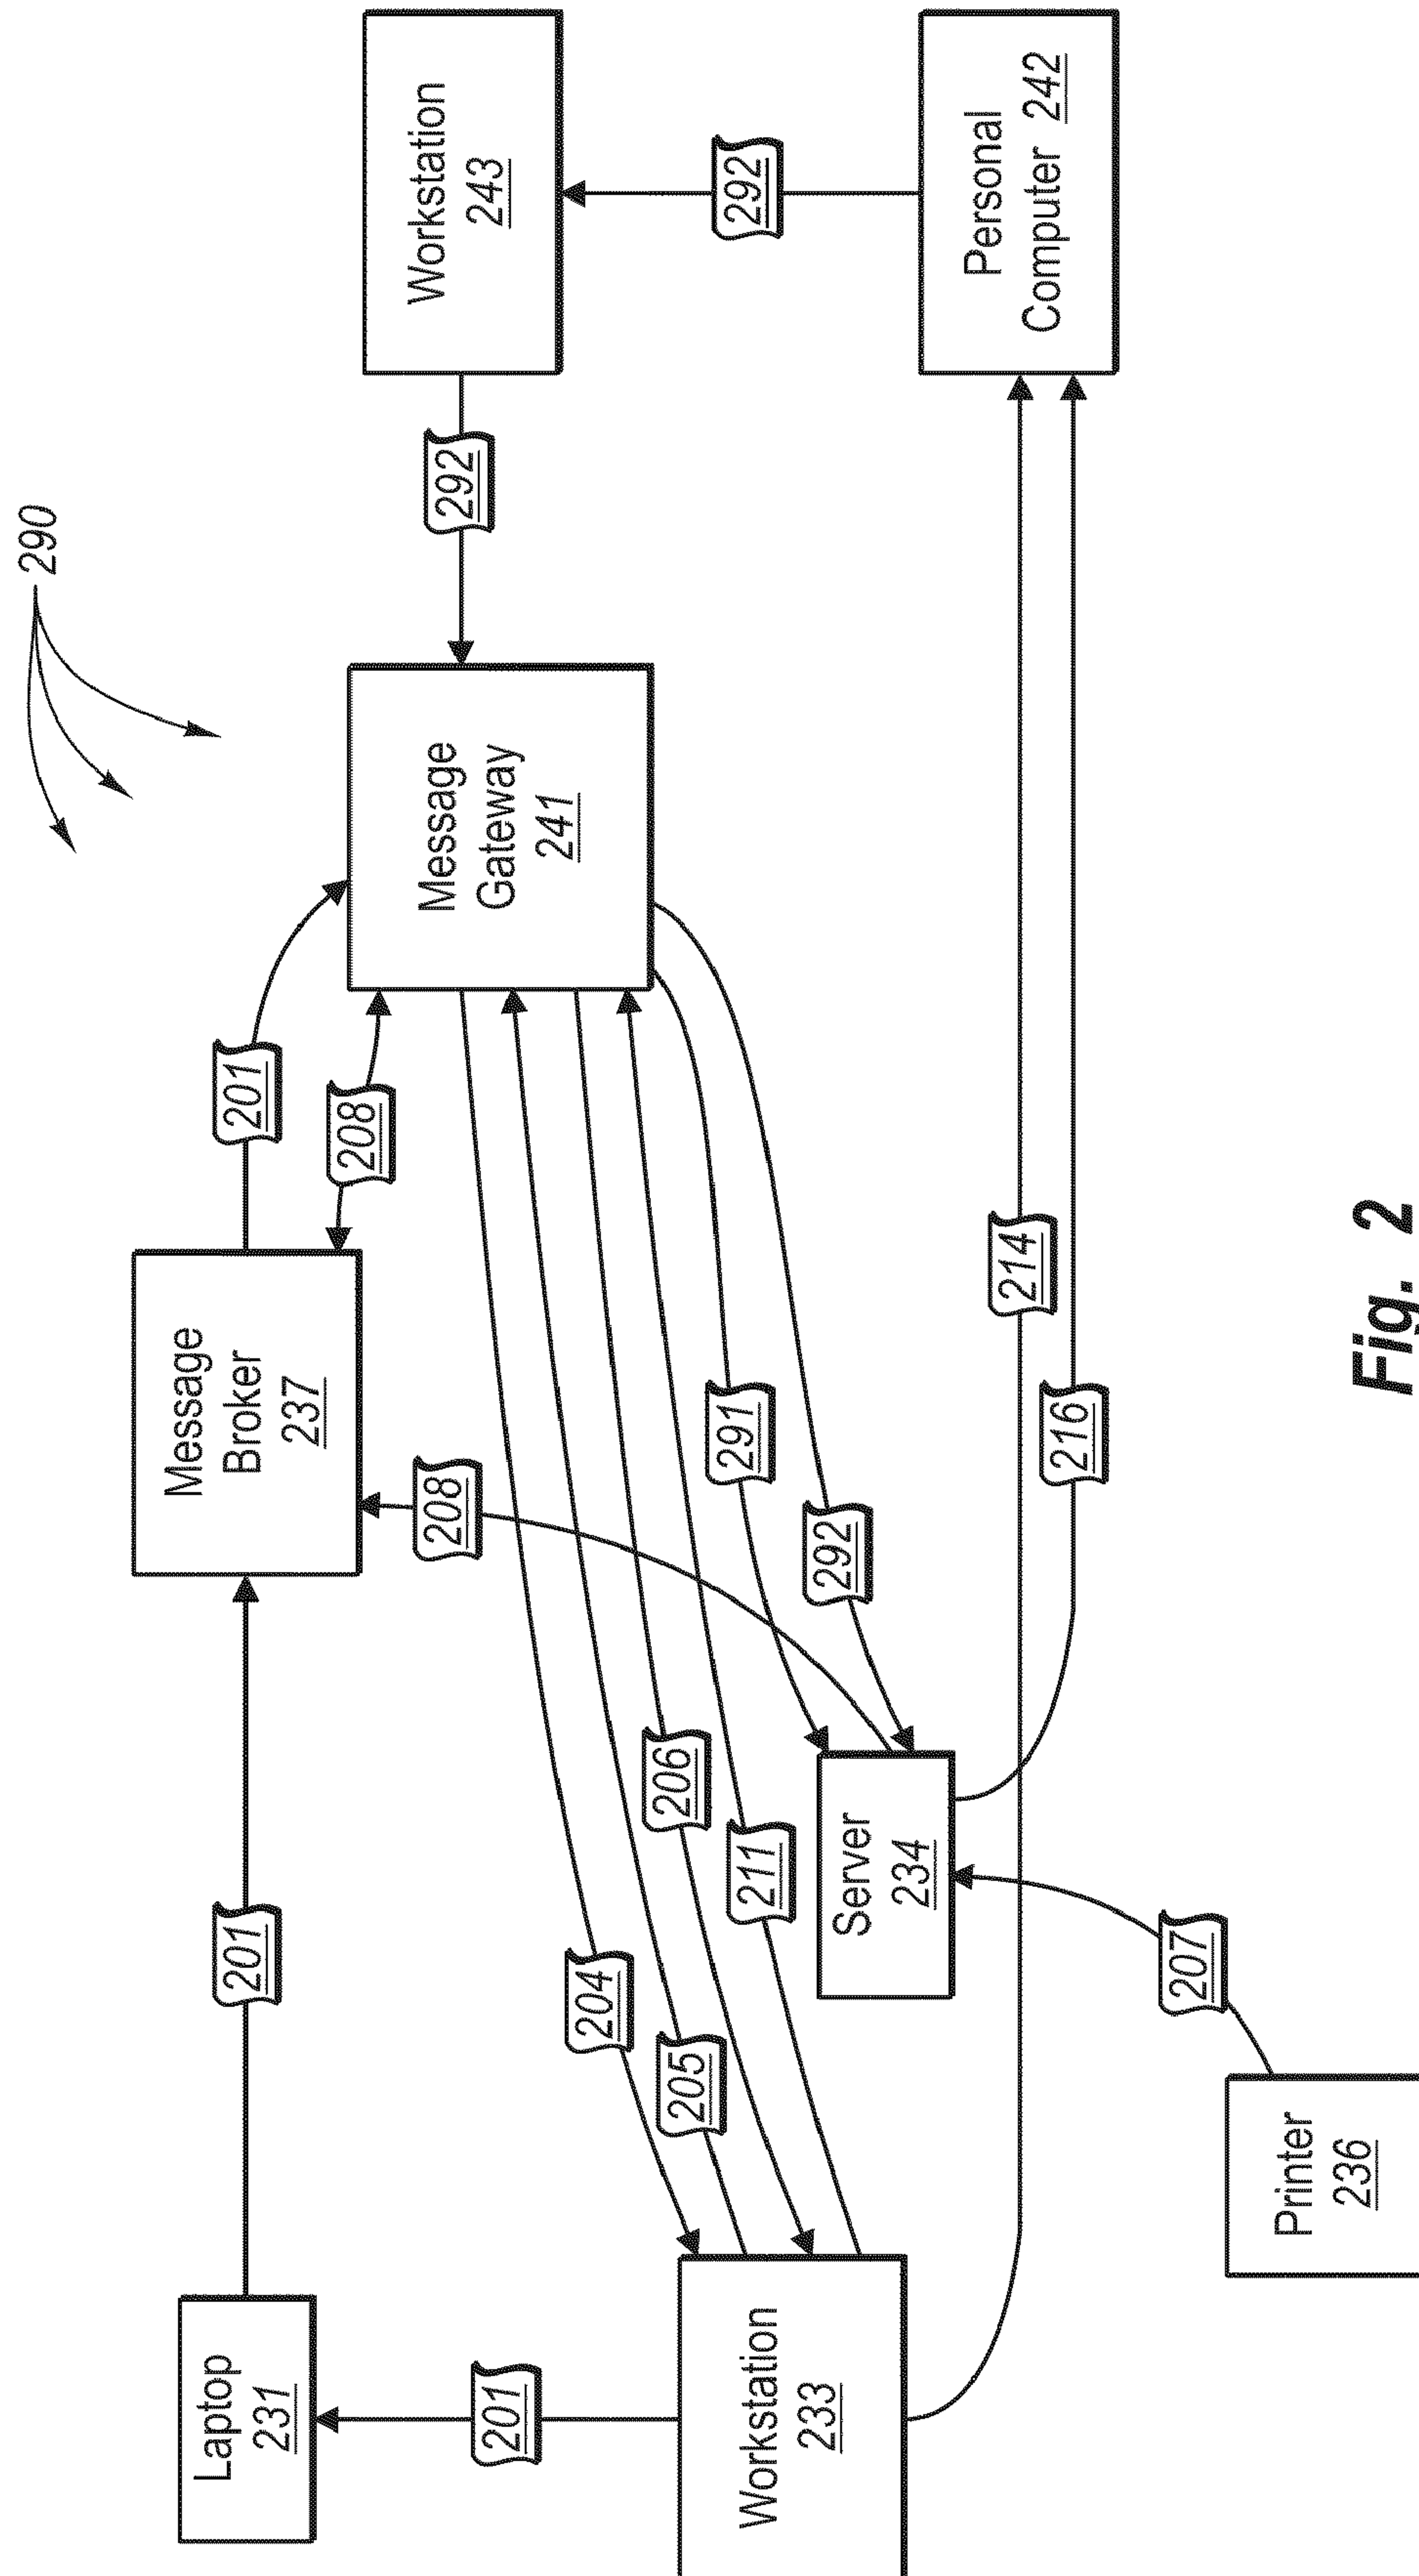 290
Laptop
231
201
Message
Broker
237
201
208
Message
Gateway
241
292
Workstation
243
201
Workstation
233
204
205
206
211
208
291
292
292
Server
234
214
216
Personal
Computer 242
207
Printer
236
Fig. 2